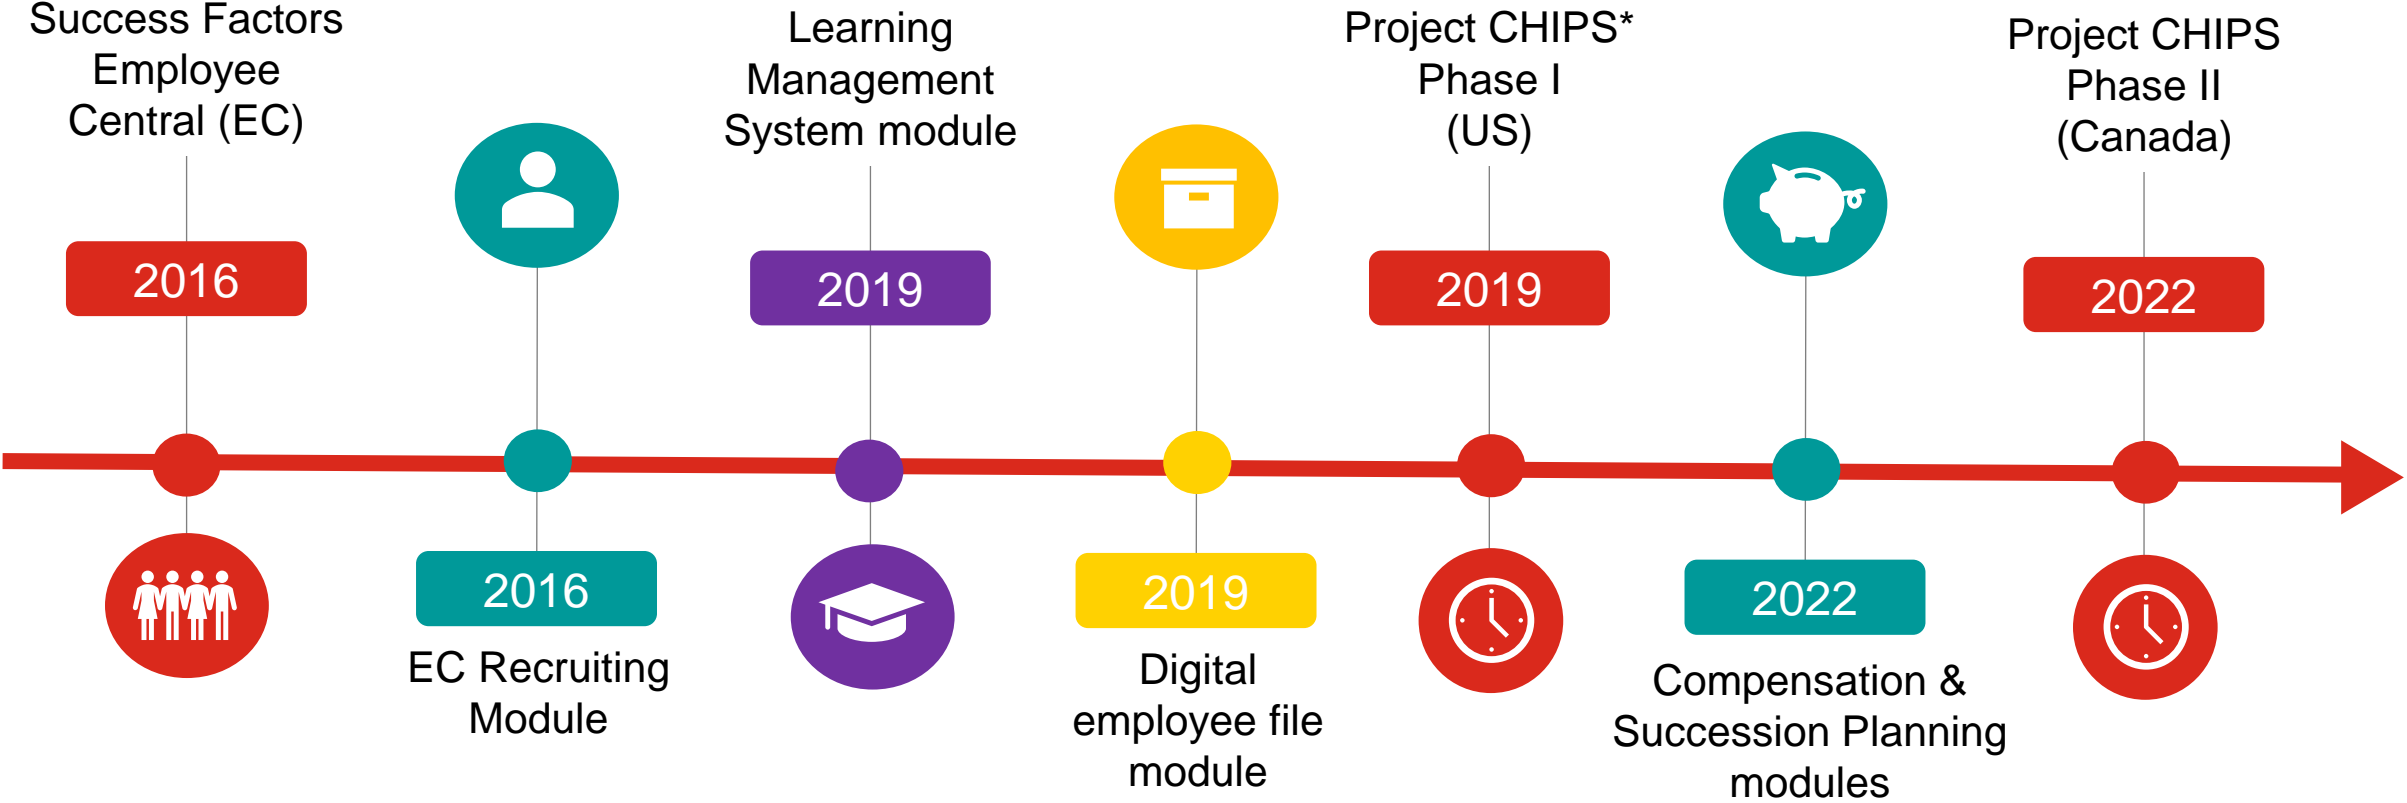 Success Factors
Employee
Central (EC)
2016
2016
EC Recruiting
Module
Learning
Management
System module
2019
2019
Digital
employee file
module
Project CHIPS*
Phase I
(US)
2019
2022
Compensation &
Succession Planning
modules
Project CHIPS
Phase II
(Canada)
2022